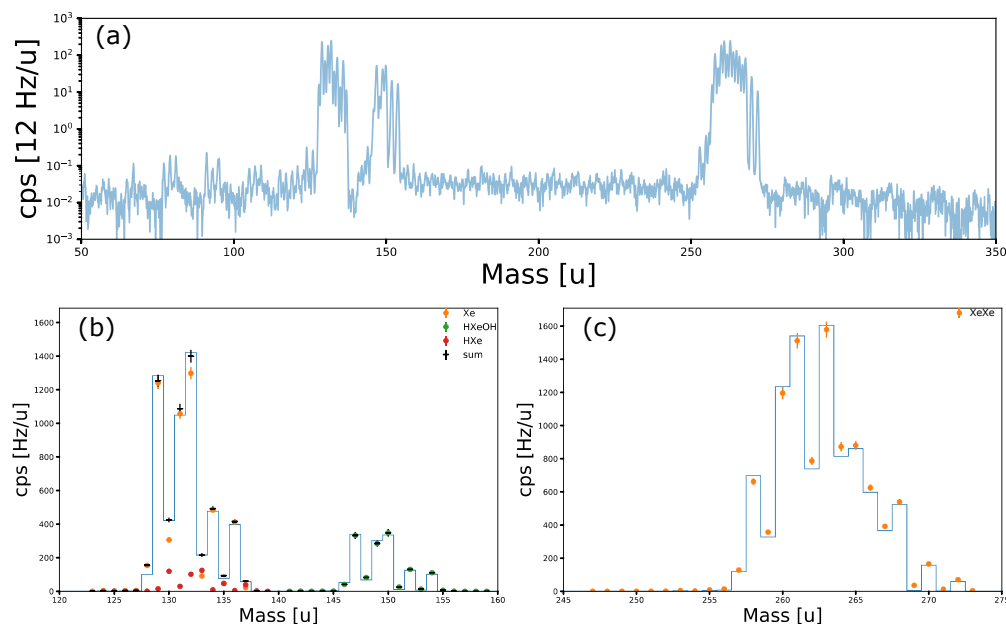 (a)
cps [12 Hz/u]
10³
10²
10¹
10⁰
10⁻¹
10⁻²
10⁻³
50 100 150 200 250 300 350
Mass [u]
(b)
Xe
HXeOH
HXe
sum
cps [Hz/u]
1600
1400
1200
1000
800
600
400
200
0
120 125 130 135 140 145 150 155 160
Mass [u]
(c)
XeXe
cps [Hz/u]
1600
1400
1200
1000
800
600
400
200
0
245 250 255 260 265 270 275
Mass [u]